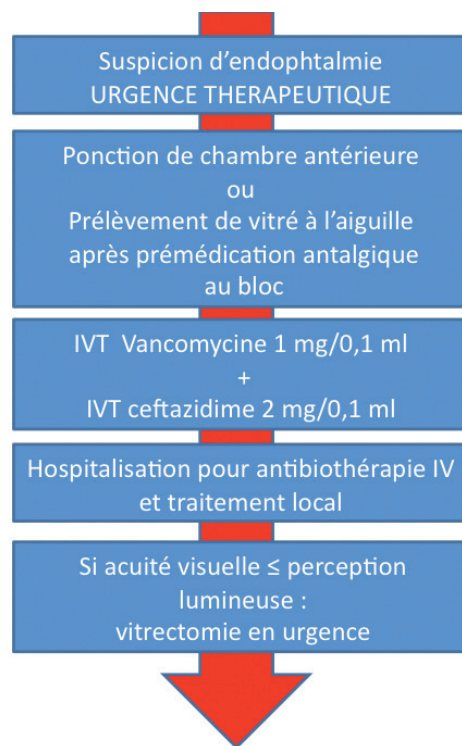 Suspicion d’endophtalmie
URGENCE THERAPEUTIQUE
Ponction de chambre antérieure
ou
Prélèvement de vitré à l’aiguille
après prémédication antalgique
au bloc
IVT Vancomycine 1 mg/0,1 ml
+
IVT ceftazidime 2 mg/0,1 ml
Hospitalisation pour antibiothérapie IV
et traitement local
Si acuité visuelle ≤ perception
lumineuse :
vitrectomie en urgence